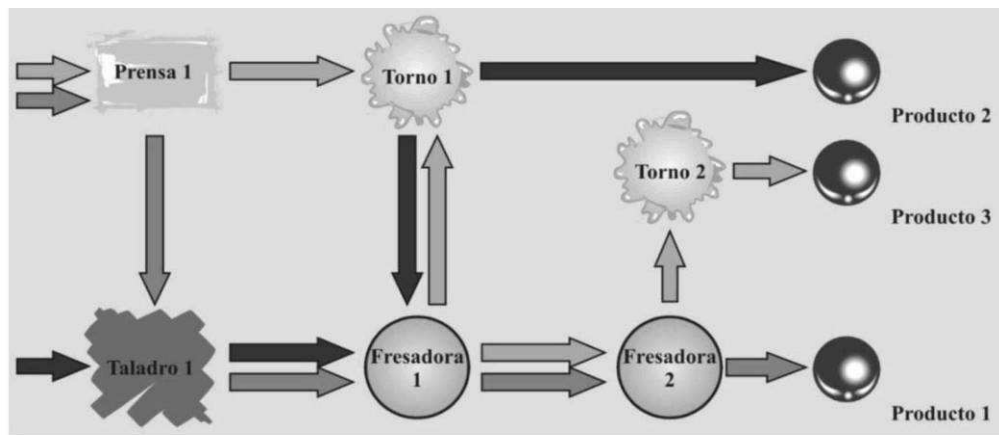 Prensa 1
Torno 1
Producto 2
Torno 2
Producto 3
Taladro 1
Fresadora
1
Fresadora
2
Producto 1